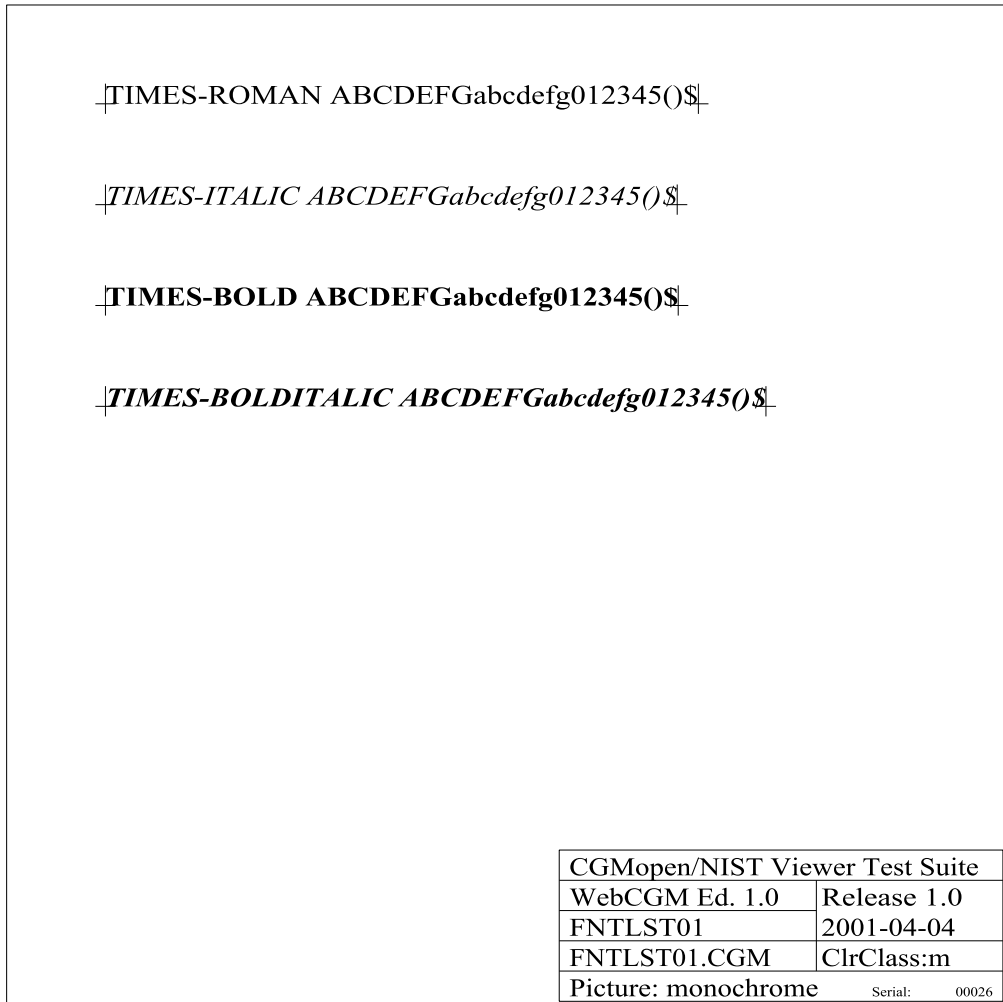 TIMES-ROMAN ABCDEFGabcdefg012345()$
TIMES-ITALIC ABCDEFGabcdefg012345()$
TIMES-BOLD ABCDEFGabcdefg012345()$
TIMES-BOLDITALIC ABCDEFGabcdefg012345()$
CGMopen/NIST Viewer Test Suite
WebCGM Ed. 1.0 Release 1.0
FNTLST01 2001-04-04
FNTLST01.CGM ClrClass:m
Picture: monochrome Serial: 00026